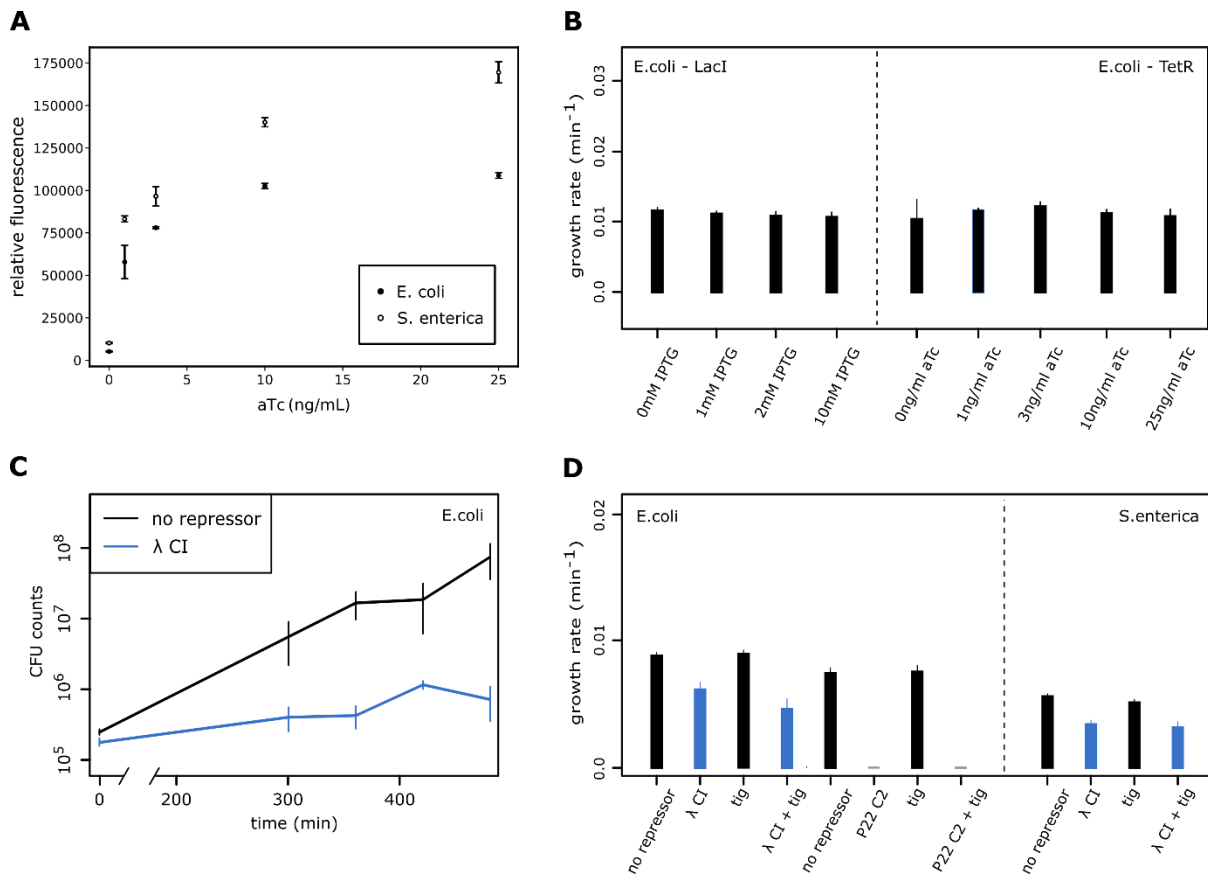 A
175000
150000
125000
100000
75000
50000
25000
0
relative fluorescence
E. coli
S. enterica
0
5
10
15
20
25
aTc (ng/mL)
B
E.coli - LacI
E.coli - TetR
growth rate (min⁻¹)
0.03
0.02
0.01
0.0
0mM IPTG
1mM IPTG
2mM IPTG
10mM IPTG
0ng/ml aTc
1ng/ml aTc
3ng/ml aTc
10ng/ml aTc
25ng/ml aTc
C
no repressor
λ CI
E.coli
CFU counts
10⁸
10⁷
10⁶
10⁵
0
200
300
400
time (min)
D
E.coli
S.enterica
growth rate (min⁻¹)
0.02
0.01
0.0
no repressor
λ CI
tig
λ CI + tig
no repressor
P22 C2
tig
P22 C2 + tig
no repressor
λ CI
tig
λ CI + tig